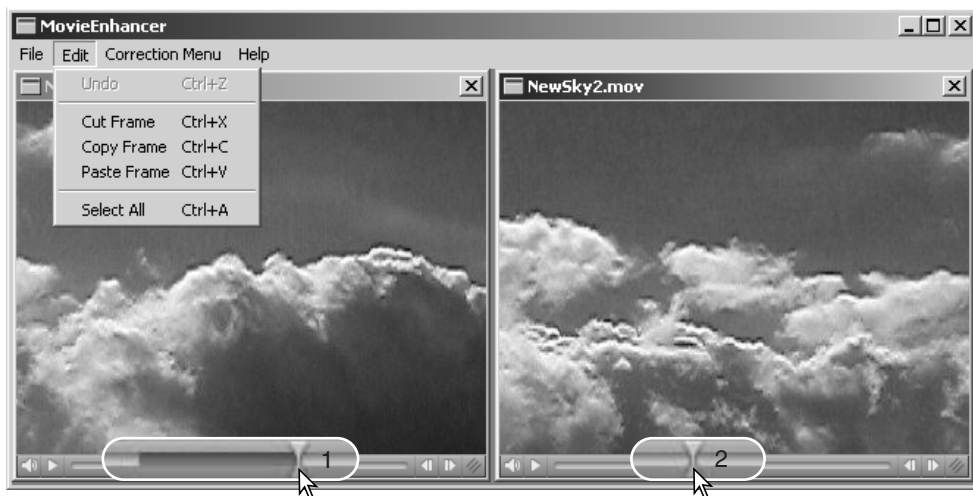 MovieEnhancer
File Edit Correction Menu Help
N
NewSky2.mov
Undo Ctrl+Z
Cut Frame Ctrl+X
Copy Frame Ctrl+C
Paste Frame Ctrl+V
Select All Ctrl+A
1
2